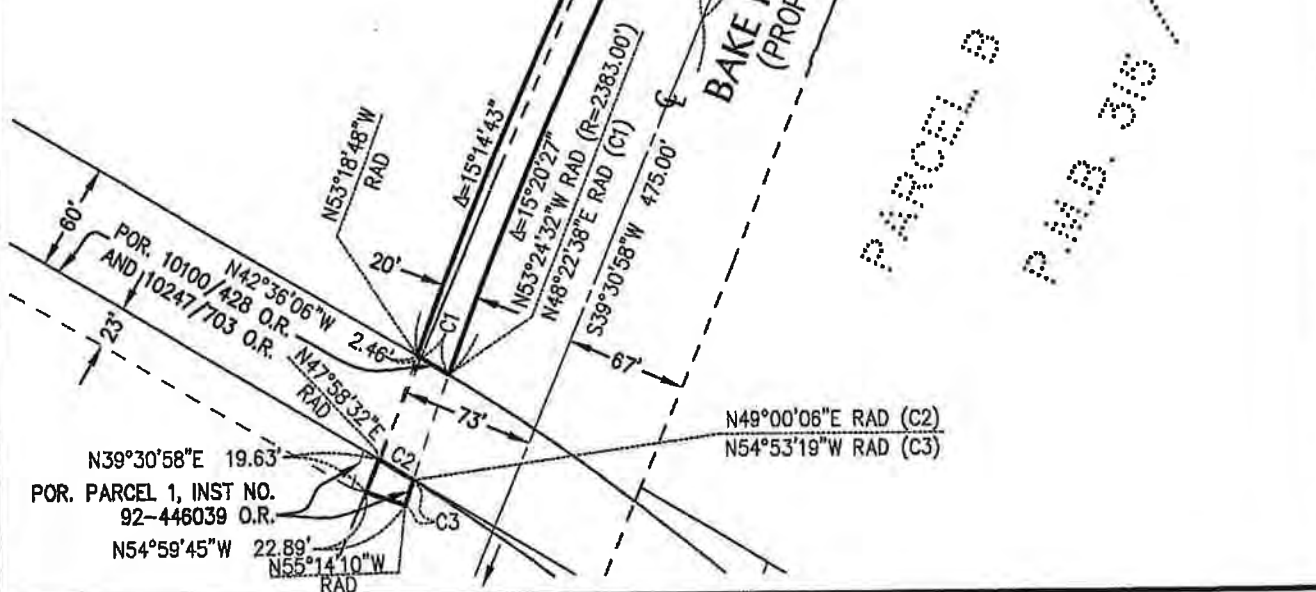 BAKE
(PROP
PARCEL B
P.M.B. 315
N53°18'48"W
RAD
Δ=15°14'43"
Δ=15°20'27"
N53°24'32"W RAD (R=2383.00')
N48°22'38"E RAD (C1)
S39°30'58"W 475.00'
℄
60'
20'
POR. 10100/428 O.R.
AND 10247/703 O.R.
N42°36'06"W
2.46'
C1
23'
67'
73'
N47°58'32"E
RAD
N49°00'06"E RAD (C2)
N54°53'19"W RAD (C3)
C2
N39°30'58"E 19.63'
POR. PARCEL 1, INST NO.
92-446039 O.R.
C3
N54°59'45"W 22.89'
N55°14'10"W
RAD